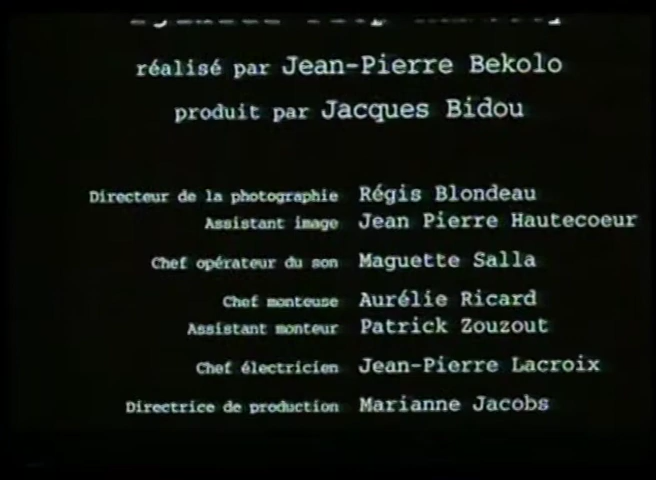 réalisé par Jean-Pierre Bekolo
produit par Jacques Bidou
Directeur de la photographie Régis Blondeau
Assistant image Jean Pierre Hautecoeur
Chef opérateur du son Maguette Salla
Chef monteuse Aurélie Ricard
Assistant monteur Patrick Zouzout
Chef électricien Jean-Pierre Lacroix
Directrice de production Marianne Jacobs